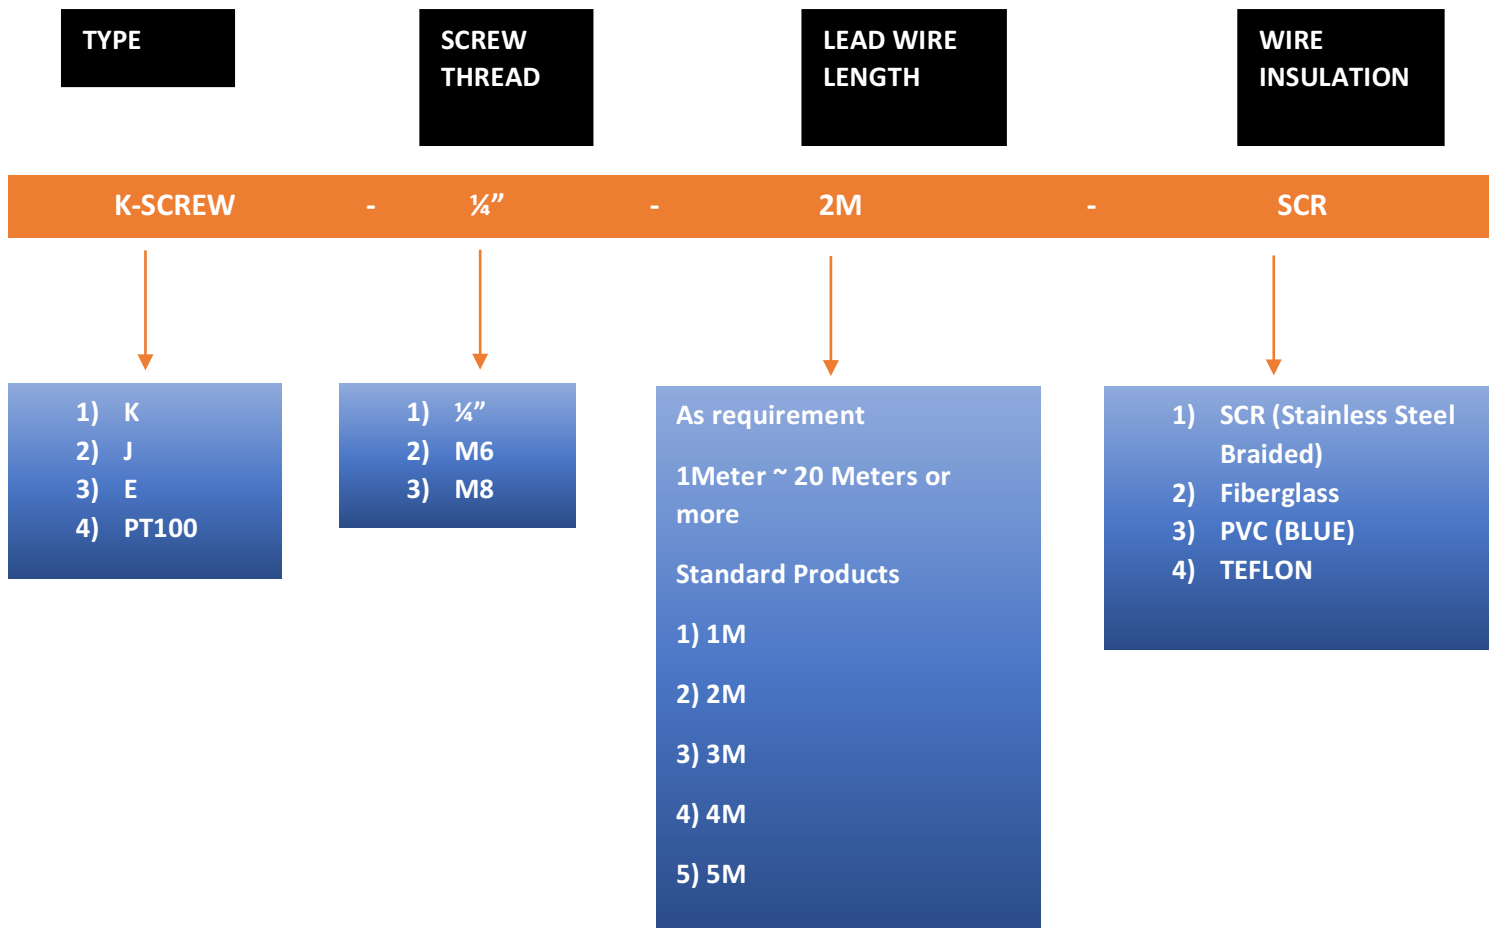 TYPE
SCREW
THREAD
LEAD WIRE
LENGTH
WIRE
INSULATION
K-SCREW - ¼” - 2M - SCR
1) K
2) J
3) E
4) PT100
1) ¼”
2) M6
3) M8
As requirement
1Meter ~ 20 Meters or
more
Standard Products
1) 1M
2) 2M
3) 3M
4) 4M
5) 5M
1) SCR (Stainless Steel
Braided)
2) Fiberglass
3) PVC (BLUE)
4) TEFLON